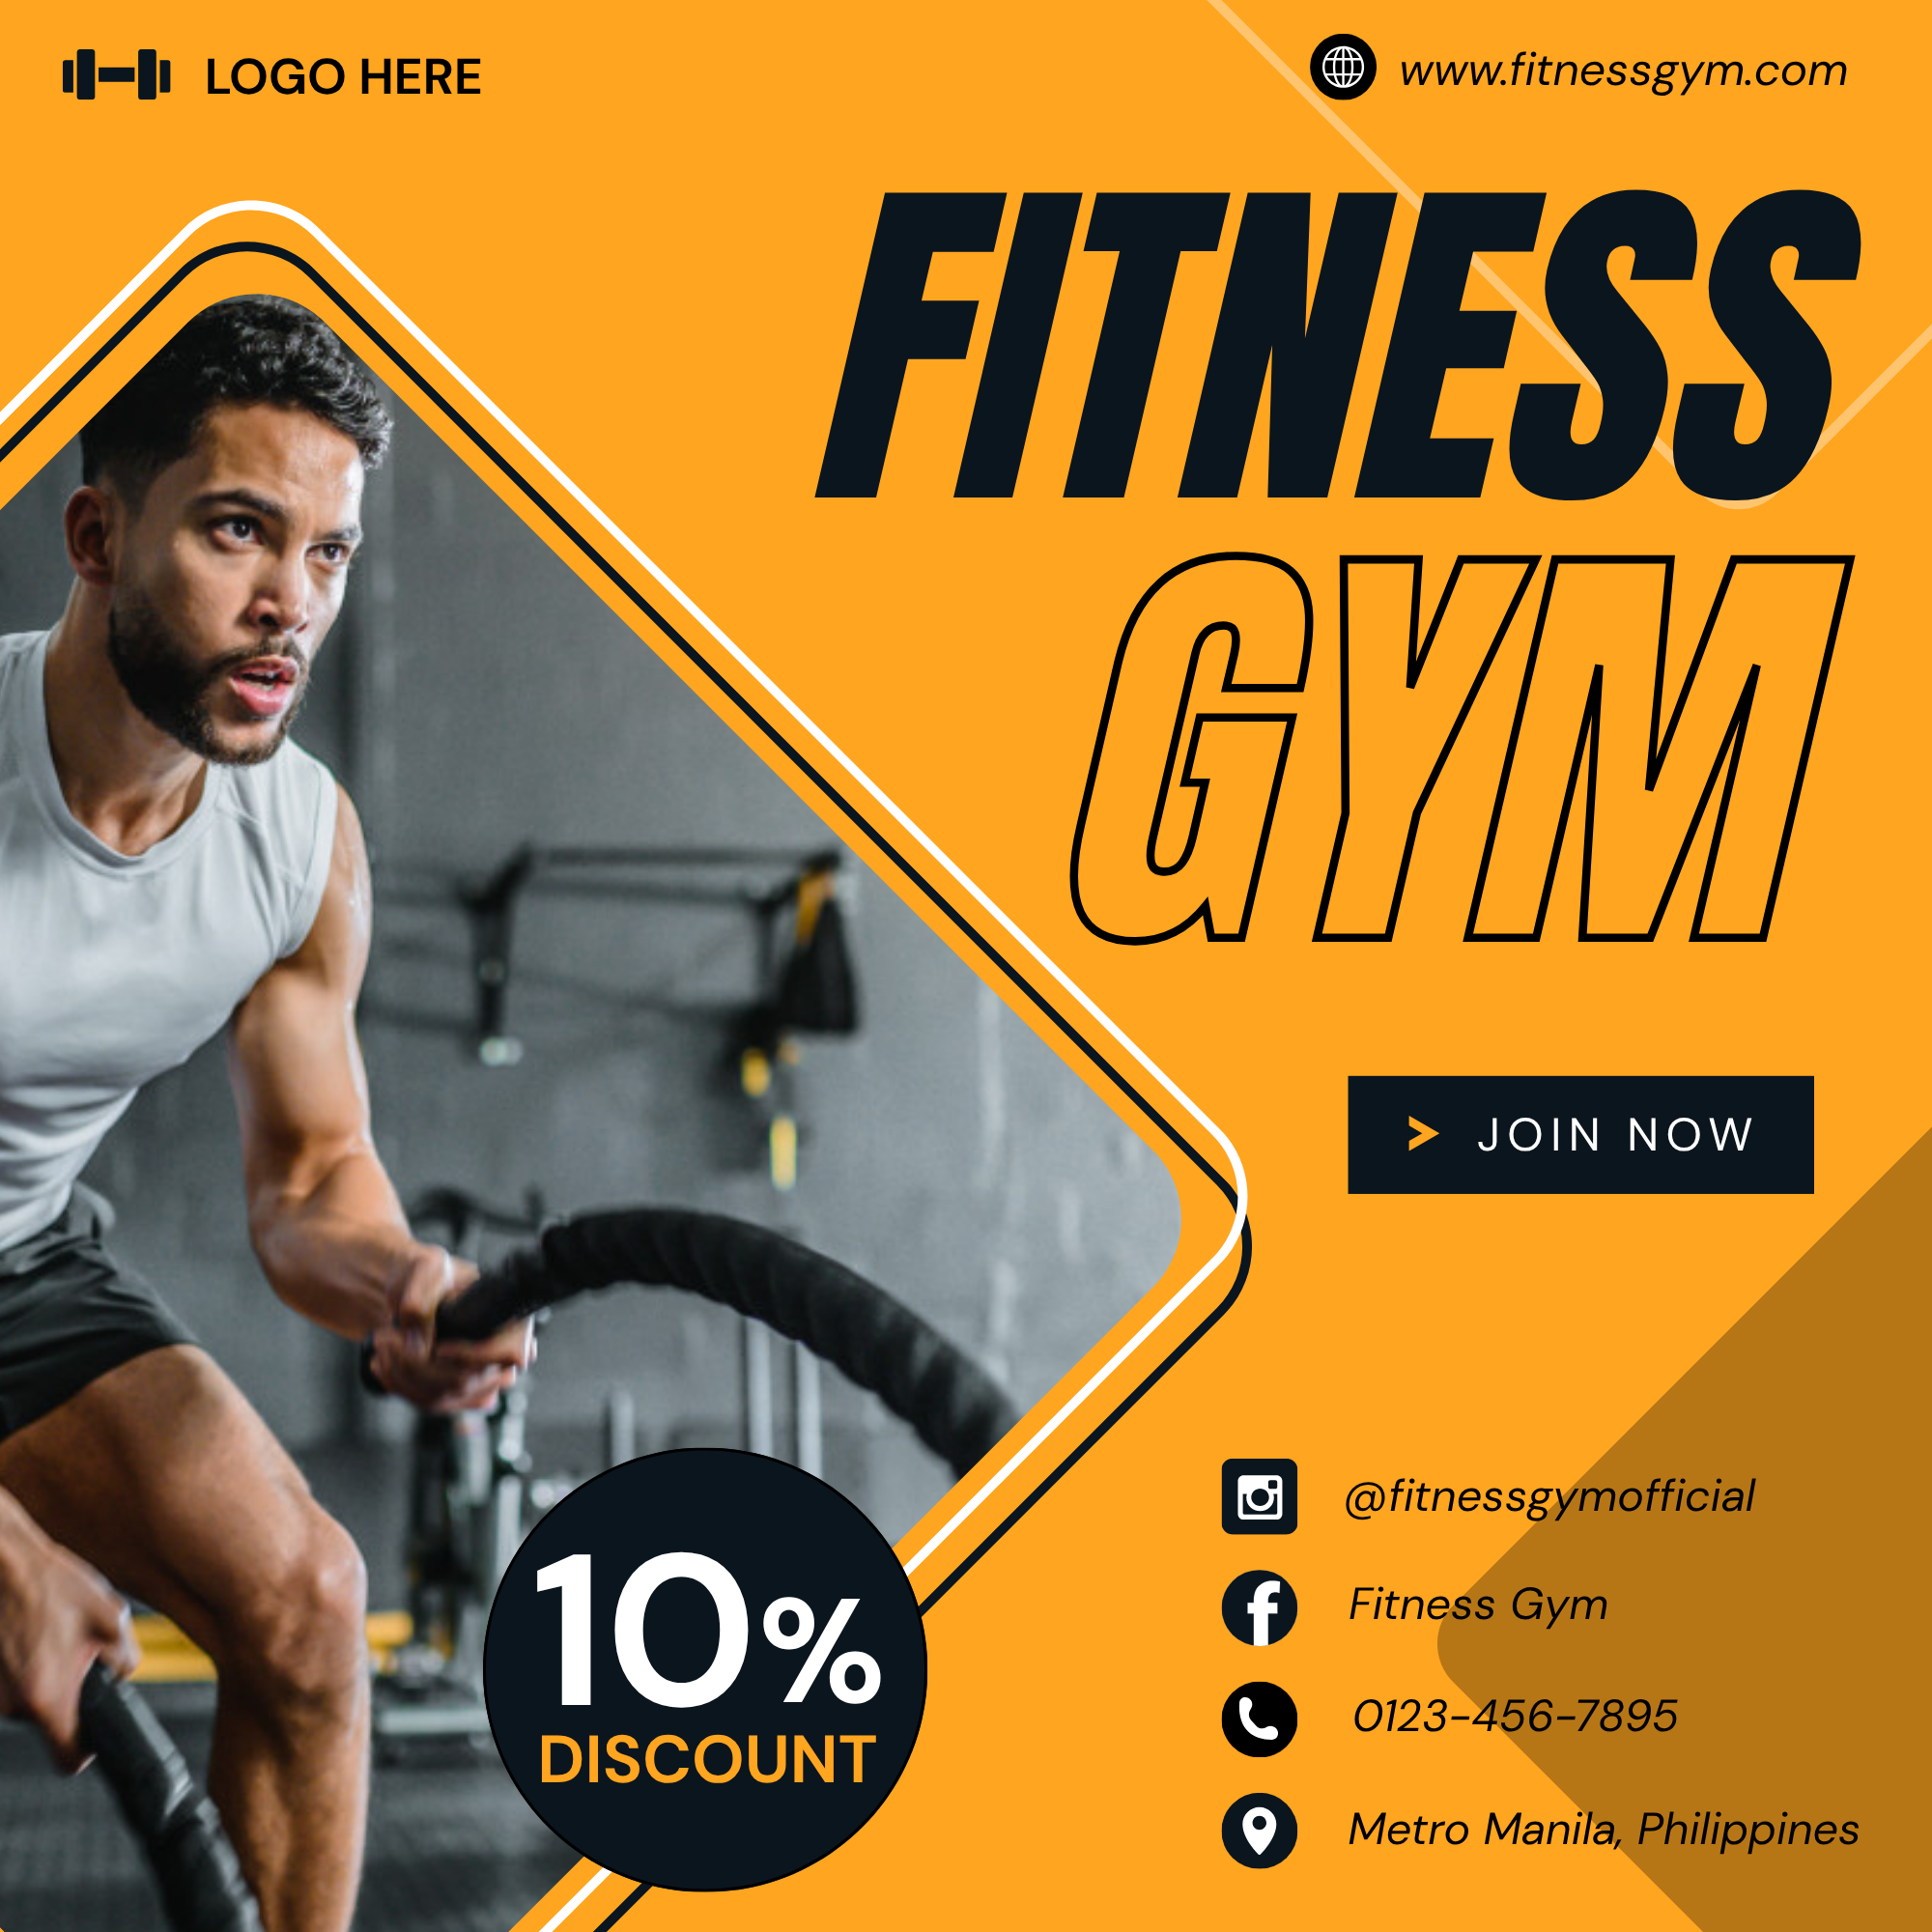 LOGO HERE
www.fitnessgym.com
FITNESS
GYM
> JOIN NOW
10%
DISCOUNT
@fitnessgymofficial
Fitness Gym
0123-456-7895
Metro Manila, Philippines